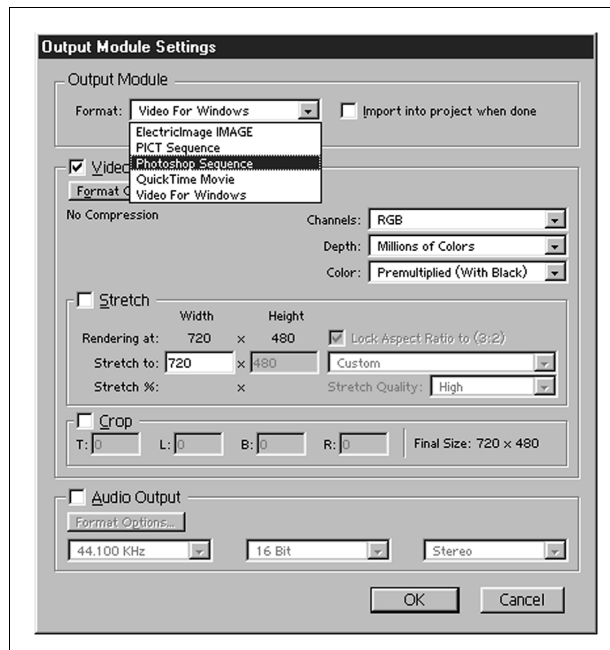 Output Module Settings
Output Module
Format: Video For Windows
Import into project when done
ElectricImage IMAGE
PICT Sequence
Photoshop Sequence
QuickTime Movie
Video For Windows
Video
Format O
No Compression
Channels: RGB
Depth: Millions of Colors
Color: Premultiplied (With Black)
Stretch
Width Height
Rendering at: 720 x 480 Lock Aspect Ratio to (3:2)
Stretch to: 720 x 480 Custom
Stretch %: x Stretch Quality: High
Crop
T: 0 L: 0 B: 0 R: 0 Final Size: 720 x 480
Audio Output
Format Options...
44.100 KHz 16 Bit Stereo
OK Cancel